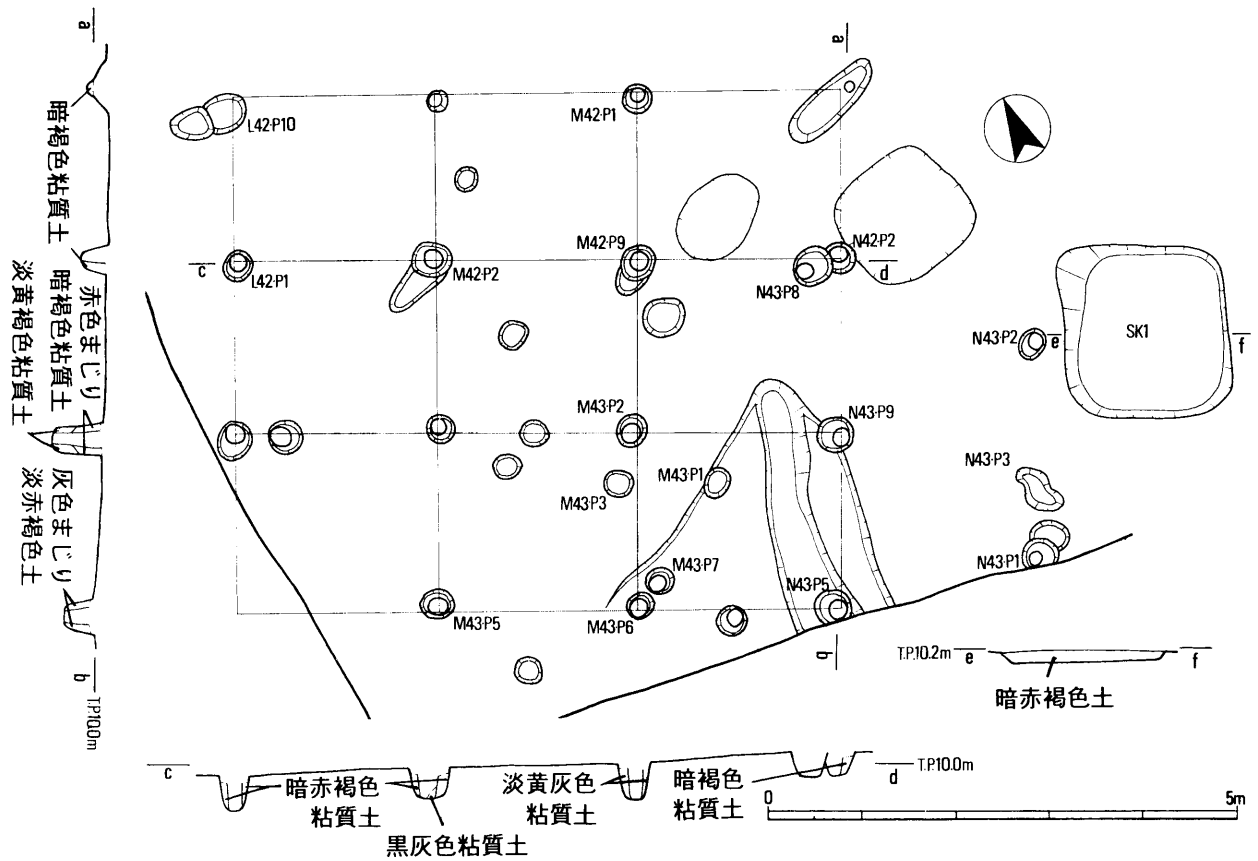 a
暗褐色粘質土
赤色まじり
暗褐色粘質土
淡黄褐色粘質土
灰色まじり
淡赤褐色土
b
T.P.10.0m
a
L42·P10
M42·P1
c
L42·P1
M42·P2
M42·P9
N42·P2
d
N43·P8
N43·P2
e
SK1
f
M43·P2
N43·P9
M43·P1
M43·P3
N43·P3
M43·P7
N43·P5
N43·P1
M43·P5
M43·P6
b
T.P.10.2m
e
f
暗赤褐色土
c
暗赤褐色
粘質土
黒灰色粘質土
淡黄灰色
粘質土
暗褐色
粘質土
d
T.P.10.0m
0
5m